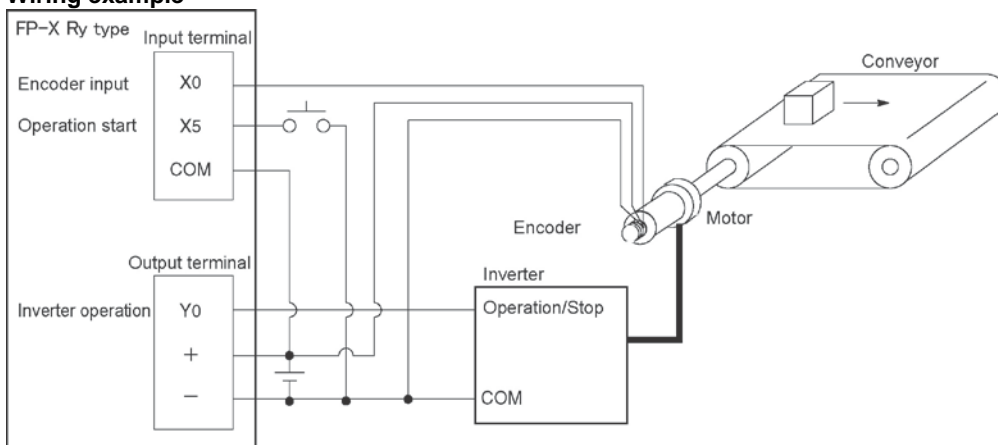 Wiring example
FP-X Ry type
Input terminal
Encoder input
X0
Operation start
X5
COM
Output terminal
Inverter operation
Y0
+
−
Encoder
Inverter
Operation/Stop
COM
Motor
Conveyor